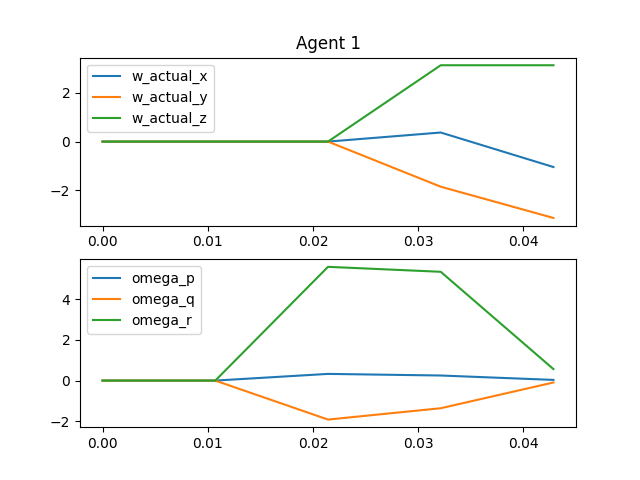 Agent 1
w_actual_x
w_actual_y
w_actual_z
2
0
−2
0.00 0.01 0.02 0.03 0.04
omega_p
omega_q
omega_r
4
2
0
−2
0.00 0.01 0.02 0.03 0.04